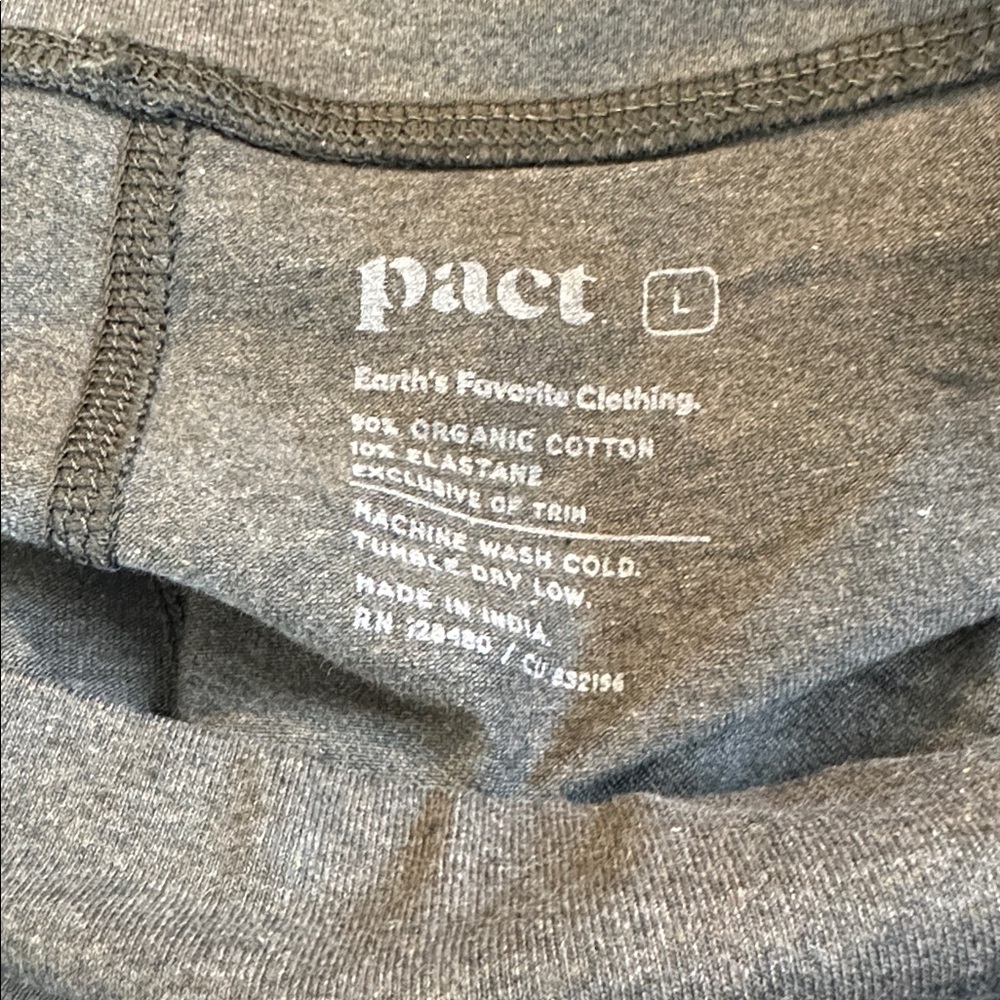 pact L
Earth's Favorite Clothing.
90% ORGANIC COTTON
10% ELASTANE
EXCLUSIVE OF TRIM
MACHINE WASH COLD.
TUMBLE DRY LOW.
MADE IN INDIA.
RN 128480 / CU 832196